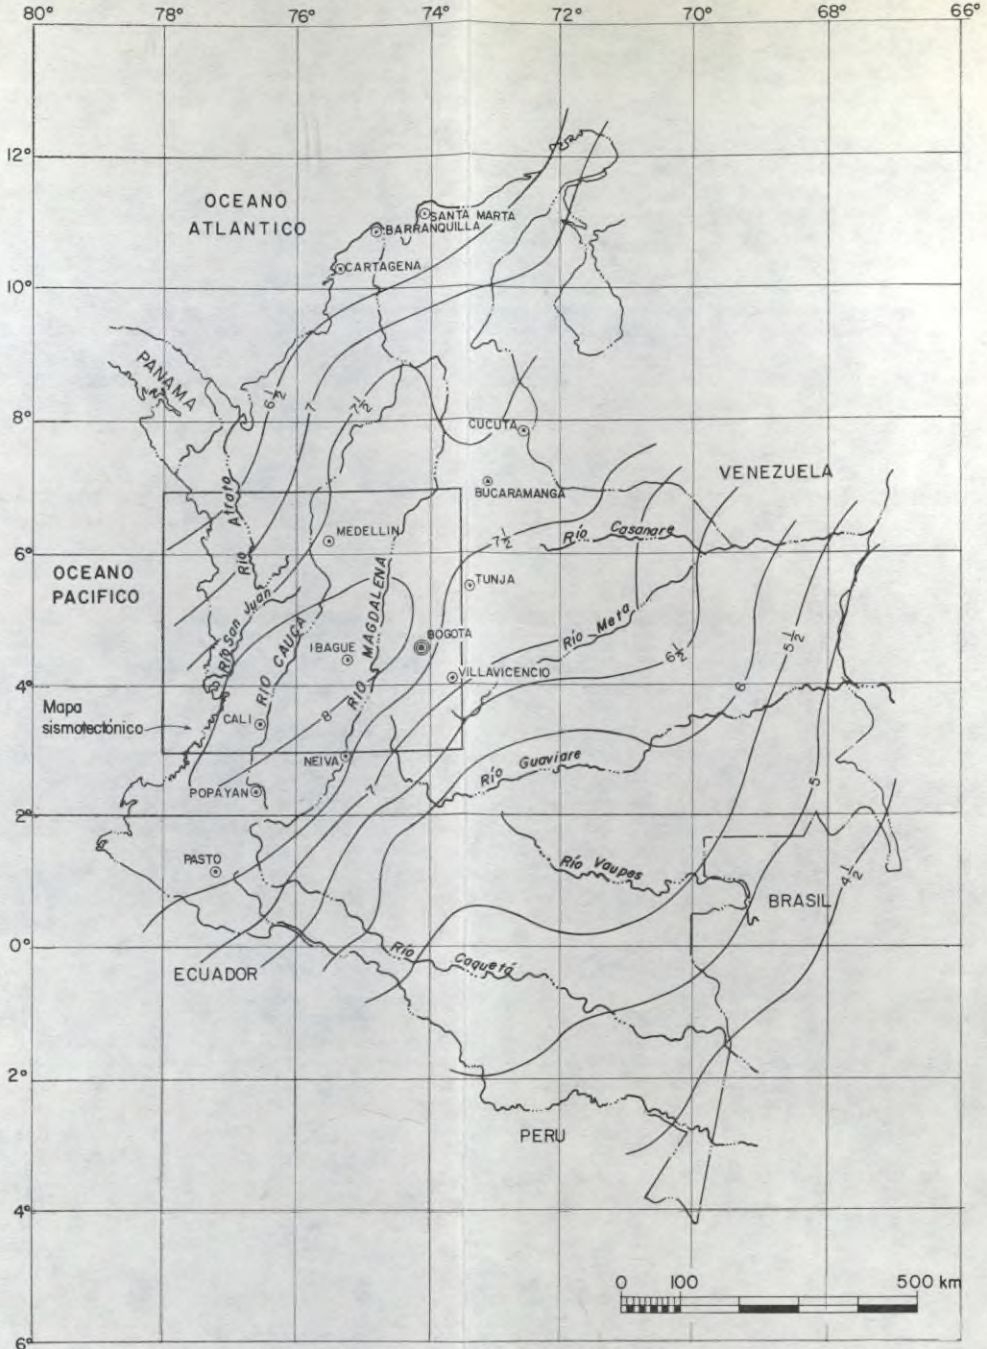 80° 78° 76° 74° 72° 70° 68° 66°
12°
OCEANO
ATLANTICO
SANTA MARTA
BARRANQUILLA
CARTAGENA
10°
PANAMA
6½
7
7½
8°
CUCUTA
VENEZUELA
BUCARAMANGA
Río Atrato
MEDELLIN
7½
Río Casanare
6°
OCEANO
PACIFICO
TUNJA
RÍO San Juan
RIO CAUCA
RIO MAGDALENA
IBAGUE
BOGOTA
Río Meta
6½
5½
VILLAVICENCIO
4°
Mapa
sismotectónico
CALI
8
6
NEIVA
Río Guaviare
POPAYAN
7
5
2°
PASTO
Río Vaupes
4½
BRASIL
0°
ECUADOR
Río Caquetá
2°
PERU
4°
0 100 500 km
6°